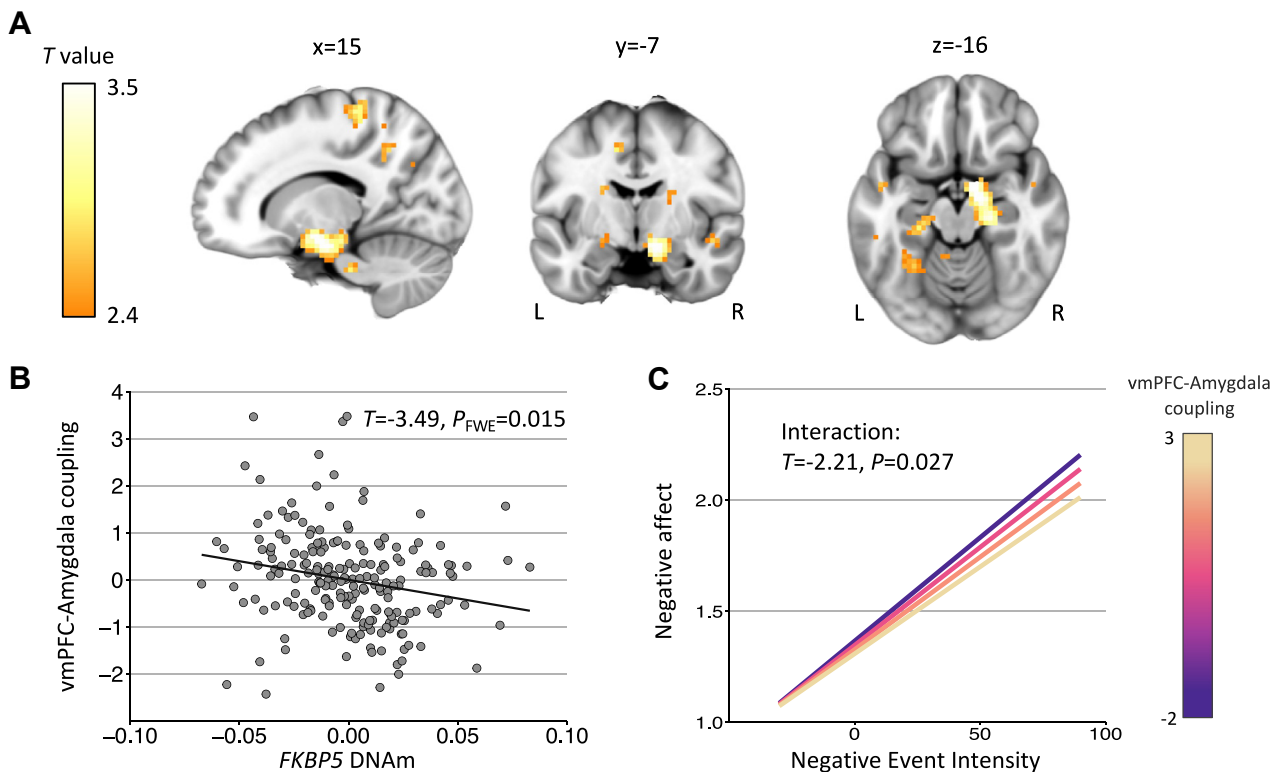 A
T value
3.5
2.4
x=15
y=-7
z=-16
L
R
L
R
B
4
3
2
1
0
−1
−2
vmPFC-Amygdala coupling
T=-3.49, PFWE=0.015
−0.10
−0.05
0.00
0.05
0.10
FKBP5 DNAm
C
2.5
2.0
1.5
1.0
Negative affect
Interaction:
T=-2.21, P=0.027
0
50
100
Negative Event Intensity
vmPFC-Amygdala
coupling
3
-2